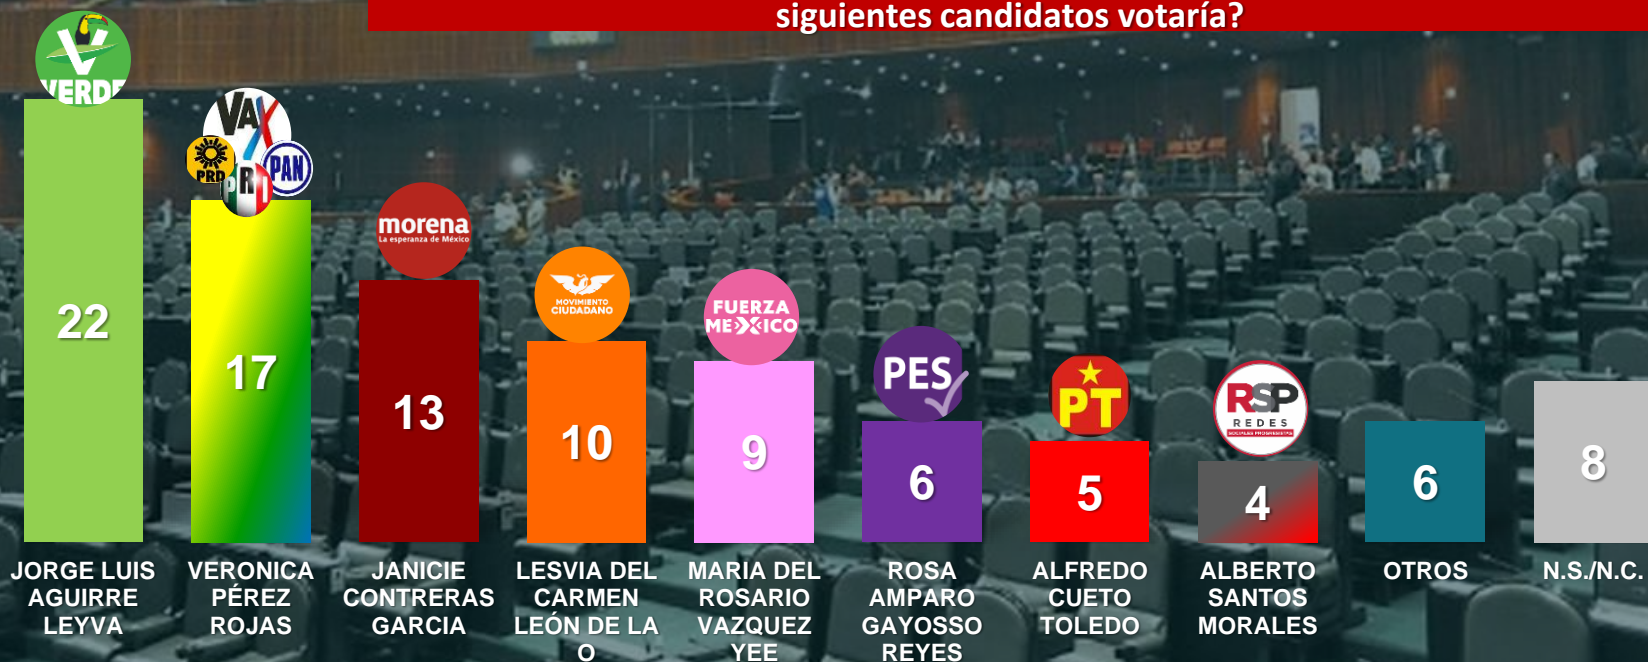 siguientes candidatos votaría?
VERDE
VAX
PRD
PRI
PAN
morena
La esperanza de México
MOVIMIENTO
CIUDADANO
FUERZA
MEXICO
PES
PT
RSP
REDES
SOCIALES PROGRESISTAS
22
17
13
10
9
6
5
4
6
8
JORGE LUIS
AGUIRRE
LEYVA
VERONICA
PÉREZ
ROJAS
JANICIE
CONTRERAS
GARCIA
LESVIA DEL
CARMEN
LEÓN DE LA
O
MARIA DEL
ROSARIO
VAZQUEZ
YEE
ROSA
AMPARO
GAYOSSO
REYES
ALFREDO
CUETO
TOLEDO
ALBERTO
SANTOS
MORALES
OTROS
N.S./N.C.